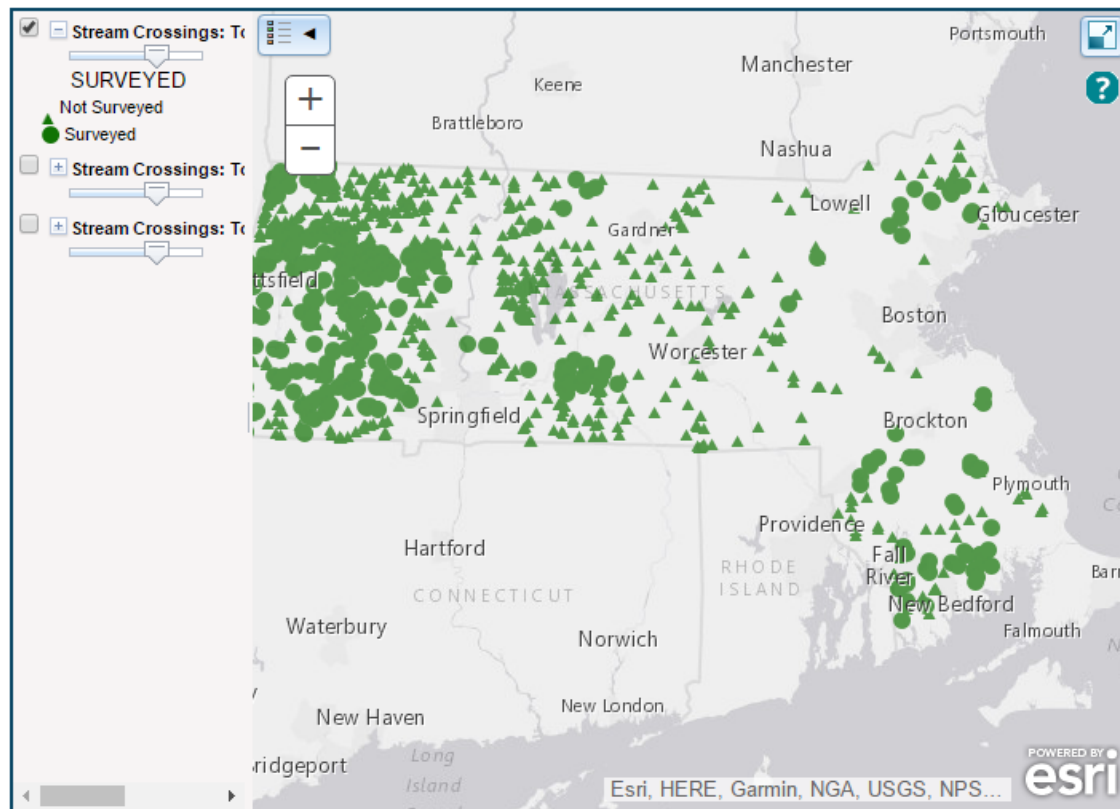 Stream Crossings: To
SURVEYED
Not Surveyed
Surveyed
Stream Crossings: To
Stream Crossings: To
+
−
?
Portsmouth
Manchester
Keene
Brattleboro
Nashua
Lowell
Gloucester
Gardner
ttsfield
MASSACHUSETTS
Boston
Worcester
Springfield
Brockton
Plymouth
Providence
Hartford
Fall
River
RHODE
ISLAND
Bar
CONNECTICUT
New Bedford
Waterbury
Norwich
Falmouth
New London
New Haven
Long
Island
ridgeport
POWERED BY
esri
Esri, HERE, Garmin, NGA, USGS, NPS...